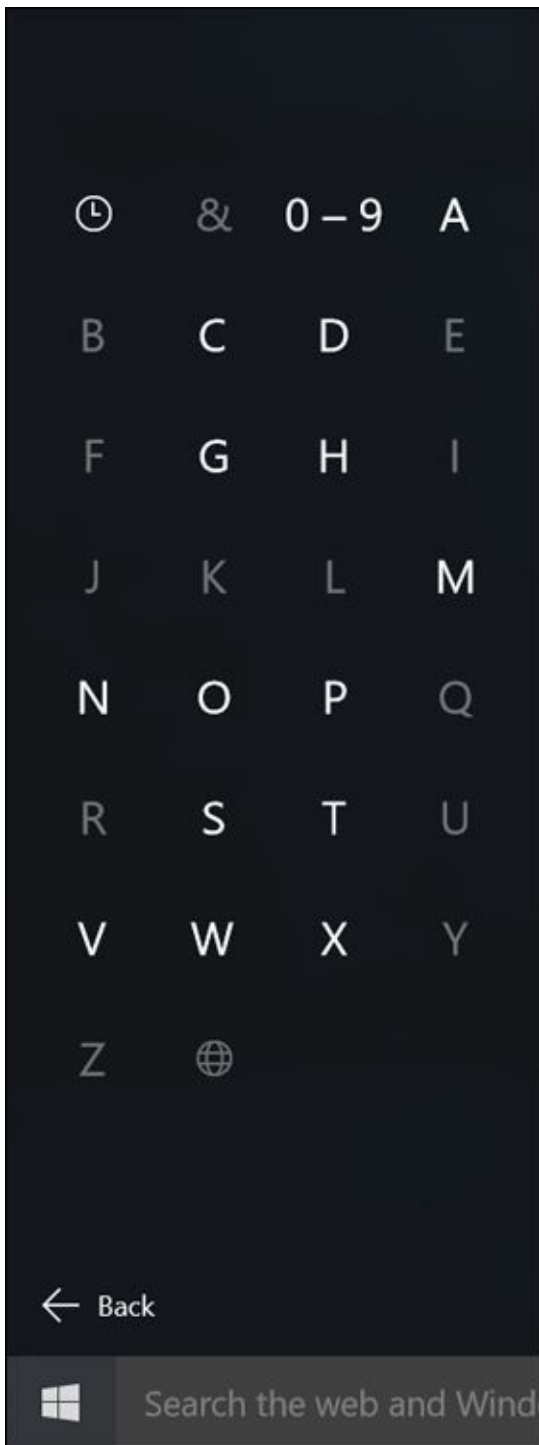 & 0 – 9 A
B C D E
F G H I
J K L M
N O P Q
R S T U
V W X Y
Z
Back
Search the web and Wind